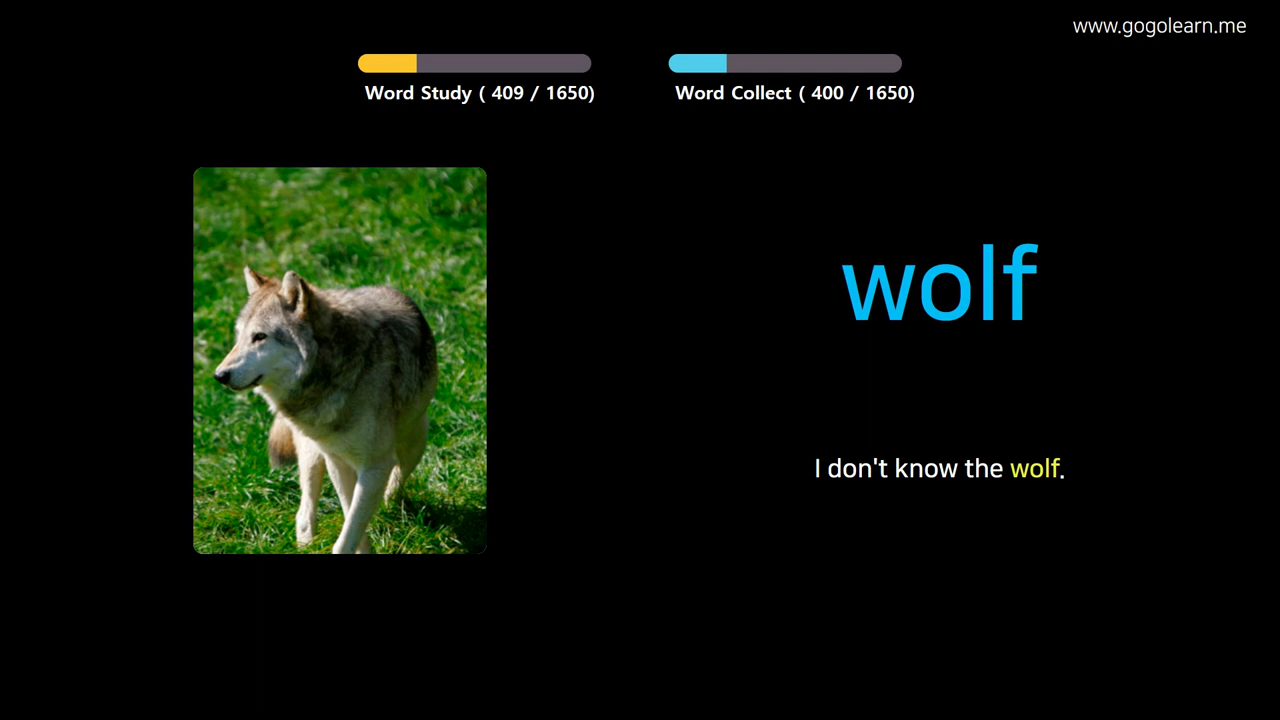 www.gogolearn.me
Word Study ( 409 / 1650)
Word Collect ( 400 / 1650)
wolf
I don't know the wolf.